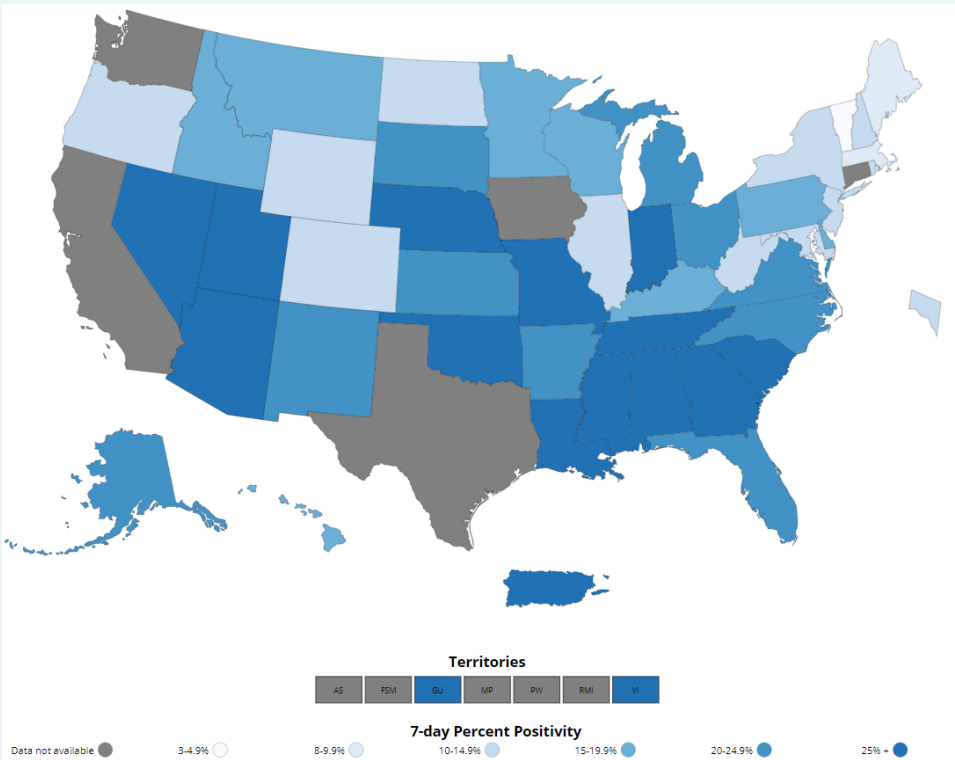 Territories
AS FSM GU MP PW RMI VI
7-day Percent Positivity
Data not available 3-4.9% 8-9.9% 10-14.9% 15-19.9% 20-24.9% 25% +